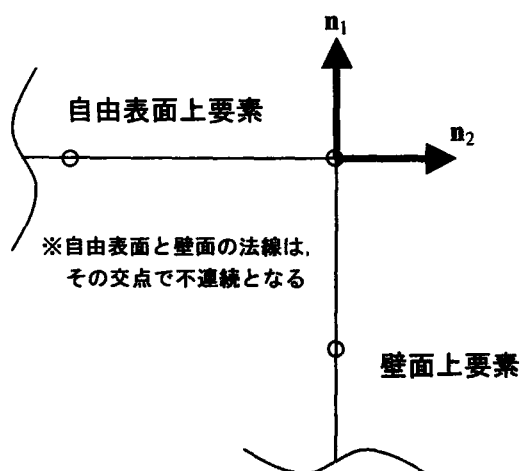 n₁
自由表面上要素
n₂
※自由表面と壁面の法線は,
その交点で不連続となる
壁面上要素